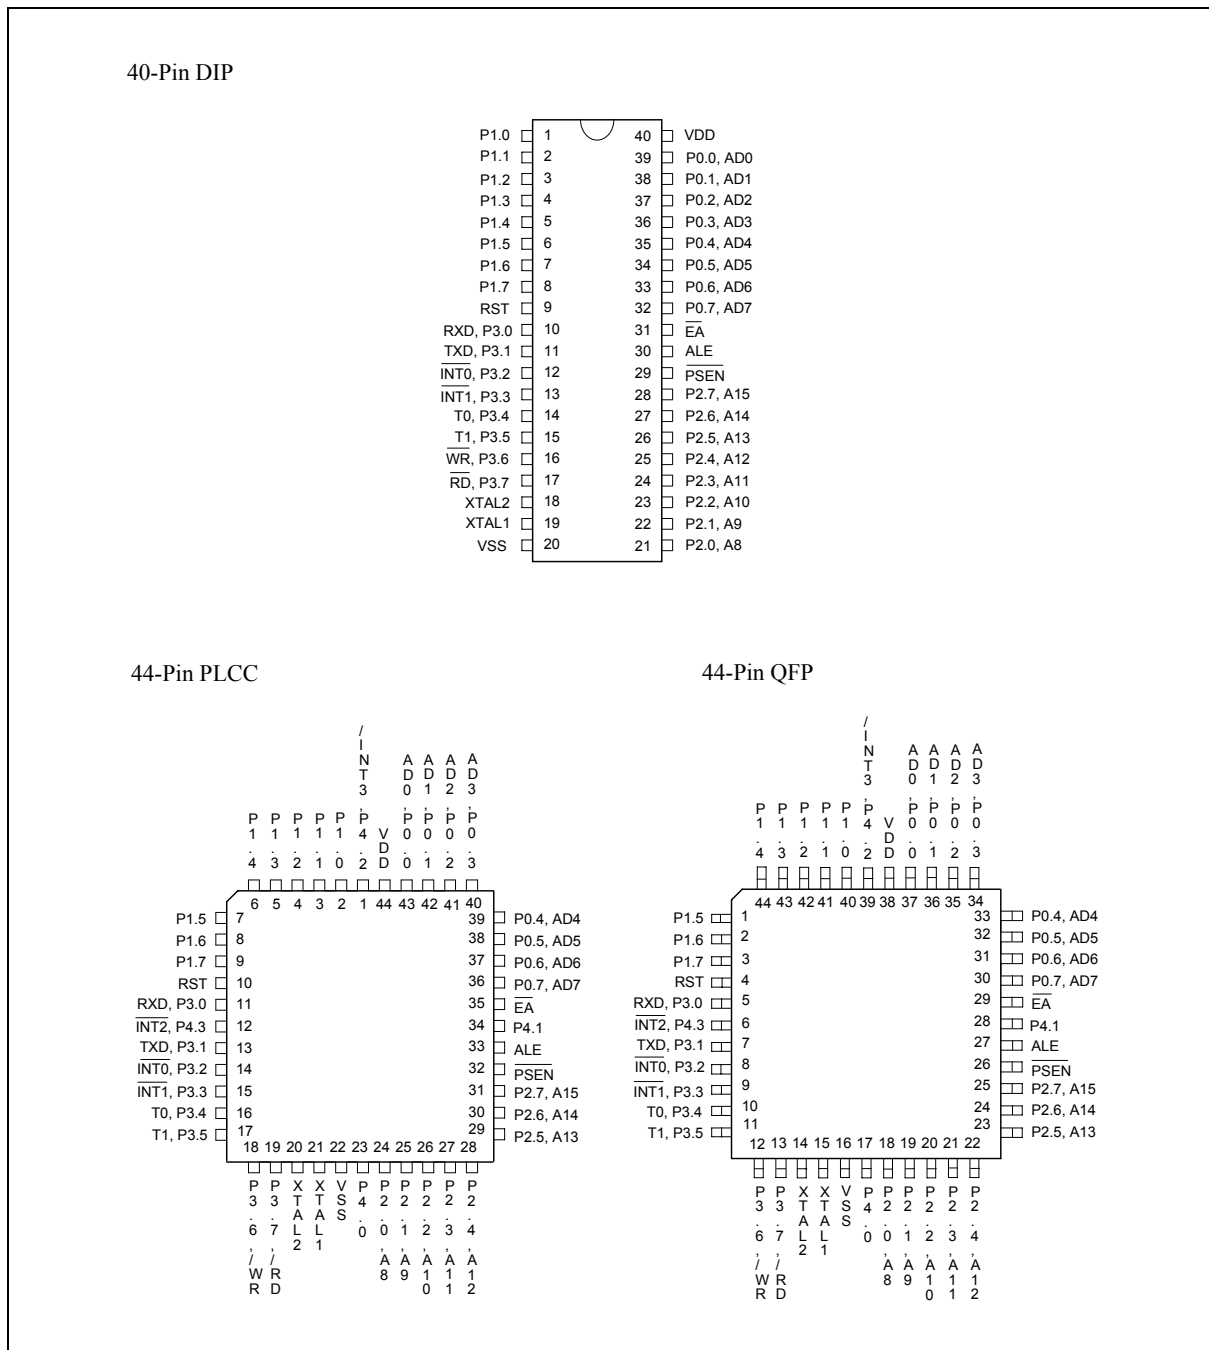 40-Pin DIP
P1.0 1 40 VDD
P1.1 2 39 P0.0, AD0
P1.2 3 38 P0.1, AD1
P1.3 4 37 P0.2, AD2
P1.4 5 36 P0.3, AD3
P1.5 6 35 P0.4, AD4
P1.6 7 34 P0.5, AD5
P1.7 8 33 P0.6, AD6
RST 9 32 P0.7, AD7
RXD, P3.0 10 31 EA
TXD, P3.1 11 30 ALE
INT0, P3.2 12 29 PSEN
INT1, P3.3 13 28 P2.7, A15
T0, P3.4 14 27 P2.6, A14
T1, P3.5 15 26 P2.5, A13
WR, P3.6 16 25 P2.4, A12
RD, P3.7 17 24 P2.3, A11
XTAL2 18 23 P2.2, A10
XTAL1 19 22 P2.1, A9
VSS 20 21 P2.0, A8
44-Pin PLCC
P1.4
P1.3
P1.2
P1.1
P1.0
/INT3, P4.2
VDD
AD0, P0.0
AD1, P0.1
AD2, P0.2
AD3, P0.3
6 5 4 3 2 1 44 43 42 41 40
P1.5 7 39 P0.4, AD4
P1.6 8 38 P0.5, AD5
P1.7 9 37 P0.6, AD6
RST 10 36 P0.7, AD7
RXD, P3.0 11 35 EA
INT2, P4.3 12 34 P4.1
TXD, P3.1 13 33 ALE
INT0, P3.2 14 32 PSEN
INT1, P3.3 15 31 P2.7, A15
T0, P3.4 16 30 P2.6, A14
T1, P3.5 17 29 P2.5, A13
18 19 20 21 22 23 24 25 26 27 28
P3.6, /WR
P3.7, /RD
XTAL2
XTAL1
VSS
P4.0
P2.0, A8
P2.1, A9
P2.2, A10
P2.3, A11
P2.4, A12
44-Pin QFP
P1.4
P1.3
P1.2
P1.1
P1.0
/INT3, P4.2
VDD
AD0, P0.0
AD1, P0.1
AD2, P0.2
AD3, P0.3
44 43 42 41 40 39 38 37 36 35 34
P1.5 1 33 P0.4, AD4
P1.6 2 32 P0.5, AD5
P1.7 3 31 P0.6, AD6
RST 4 30 P0.7, AD7
RXD, P3.0 5 29 EA
INT2, P4.3 6 28 P4.1
TXD, P3.1 7 27 ALE
INT0, P3.2 8 26 PSEN
INT1, P3.3 9 25 P2.7, A15
T0, P3.4 10 24 P2.6, A14
T1, P3.5 11 23 P2.5, A13
12 13 14 15 16 17 18 19 20 21 22
P3.6, /WR
P3.7, /RD
XTAL2
XTAL1
VSS
P4.0
P2.0, A8
P2.1, A9
P2.2, A10
P2.3, A11
P2.4, A12